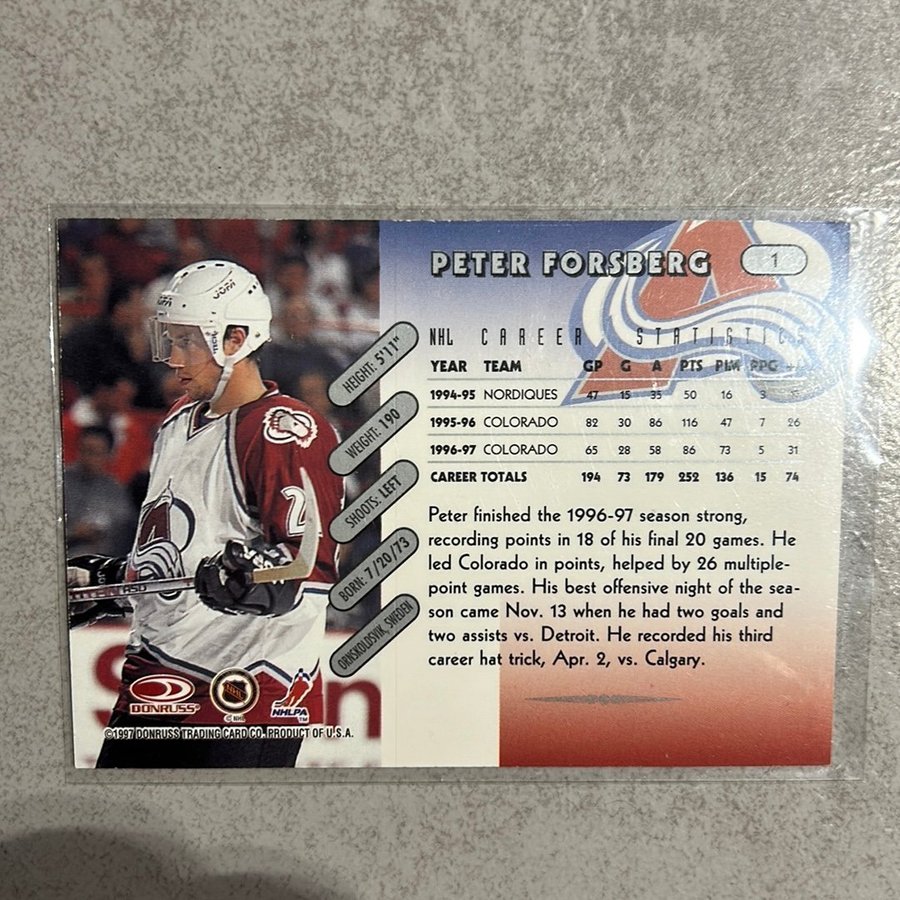 PETER FORSBERG
1
NHL CAREER STATISTICS
YEAR TEAM GP G A PTS PIM PPG +/-
1994-95 NORDIQUES 47 15 35 50 16 3
1995-96 COLORADO 82 30 86 116 47 7 26
1996-97 COLORADO 65 28 58 86 73 5 31
CAREER TOTALS 194 73 179 252 136 15 74
Peter finished the 1996-97 season strong,
recording points in 18 of his final 20 games. He
led Colorado in points, helped by 26 multiple-
point games. His best offensive night of the sea-
son came Nov. 13 when he had two goals and
two assists vs. Detroit. He recorded his third
career hat trick, Apr. 2, vs. Calgary.
HEIGHT: 5'11"
WEIGHT: 190
SHOOTS: LEFT
BORN: 7/20/73
ORNSKOLDSVIK, SWEDEN
JOFA
2
DONRUSS®
NHL
© NHL
NHLPA
TM
©1997 DONRUSS TRADING CARD CO. PRODUCT OF U.S.A.